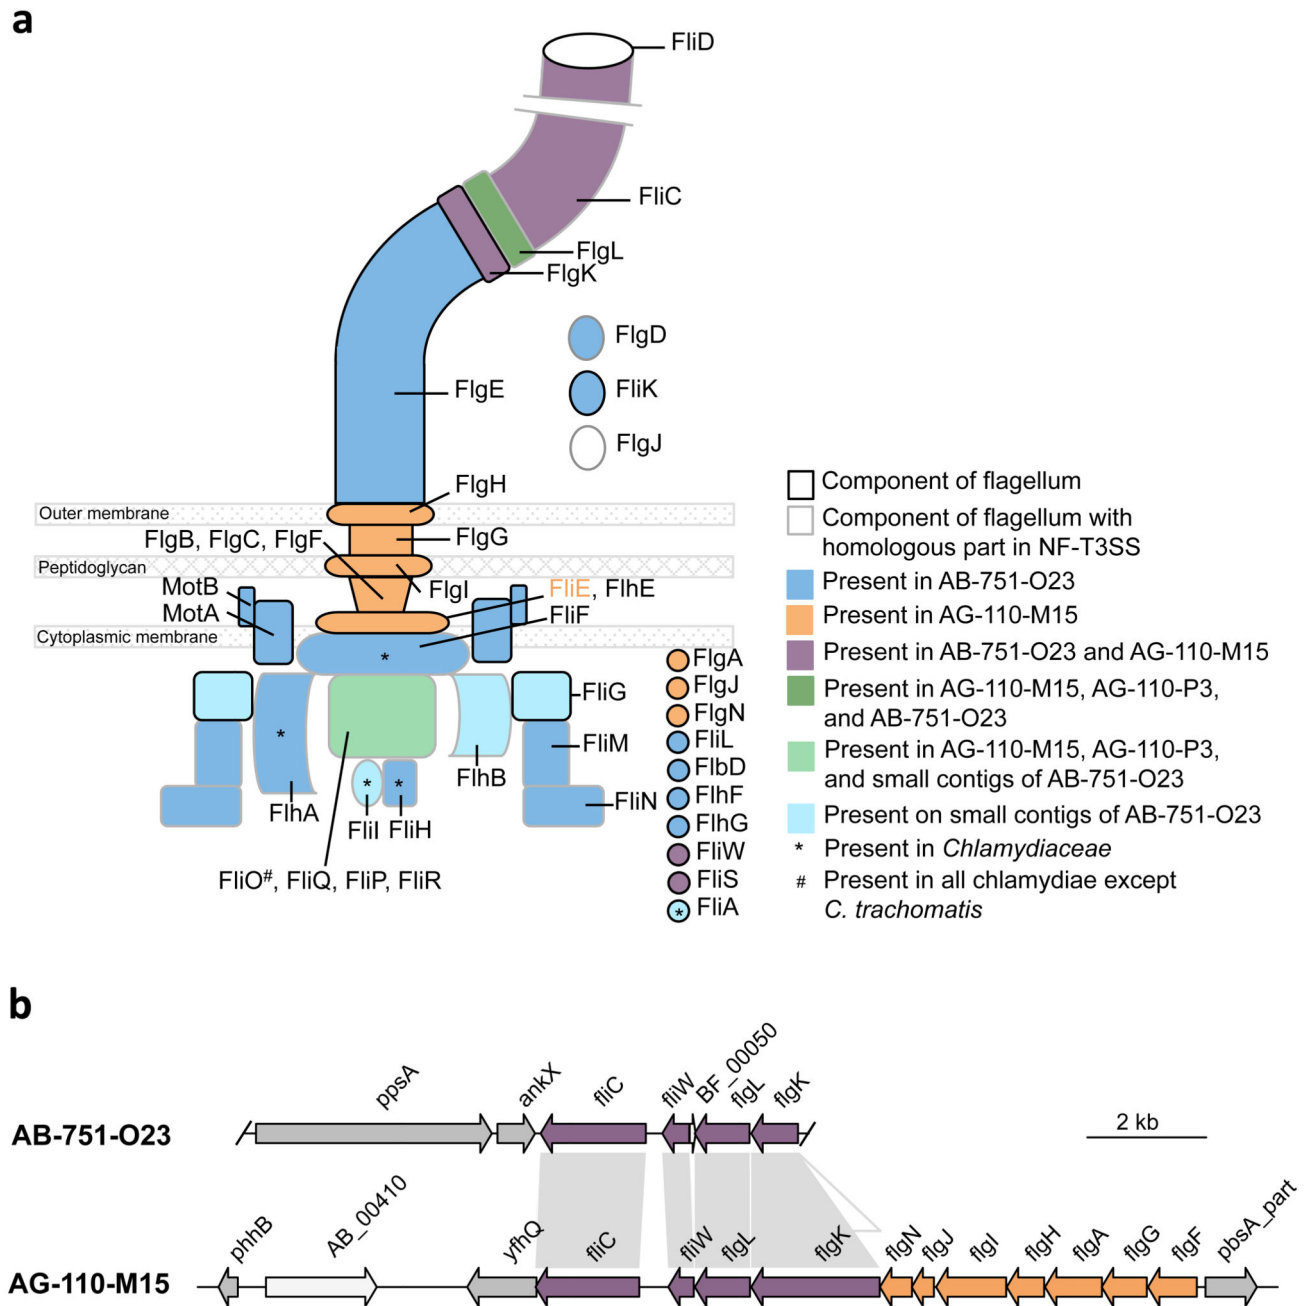 a
FliD
FliC
FlgL
FlgK
FlgD
FliK
FlgJ
FlgE
FlgH
Outer membrane
FlgB, FlgC, FlgF
FlgG
Peptidoglycan
FlgI
MotB
MotA
FliE, FlhE
FliF
Cytoplasmic membrane
*
*
FliG
FliM
FlhB
FliN
FlhA
*
*
FliI
FliH
FliO#, FliQ, FliP, FliR
FlgA
FlgJ
FlgN
FliL
FlbD
FlhF
FlhG
FliW
FliS
* FliA
Component of flagellum
Component of flagellum with
homologous part in NF-T3SS
Present in AB-751-O23
Present in AG-110-M15
Present in AB-751-O23 and AG-110-M15
Present in AG-110-M15, AG-110-P3,
and AB-751-O23
Present in AG-110-M15, AG-110-P3,
and small contigs of AB-751-O23
Present on small contigs of AB-751-O23
* Present in Chlamydiaceae
# Present in all chlamydiae except
C. trachomatis
b
AB-751-O23
ppsA
ankX
fliC
fliW
BF_00050
flgL
flgK
2 kb
AG-110-M15
phhB
AB_00410
yfhQ
fliC
fliW
flgL
flgK
flgN
flgJ
flgI
flgH
flgA
flgG
flgF
pbsA_part